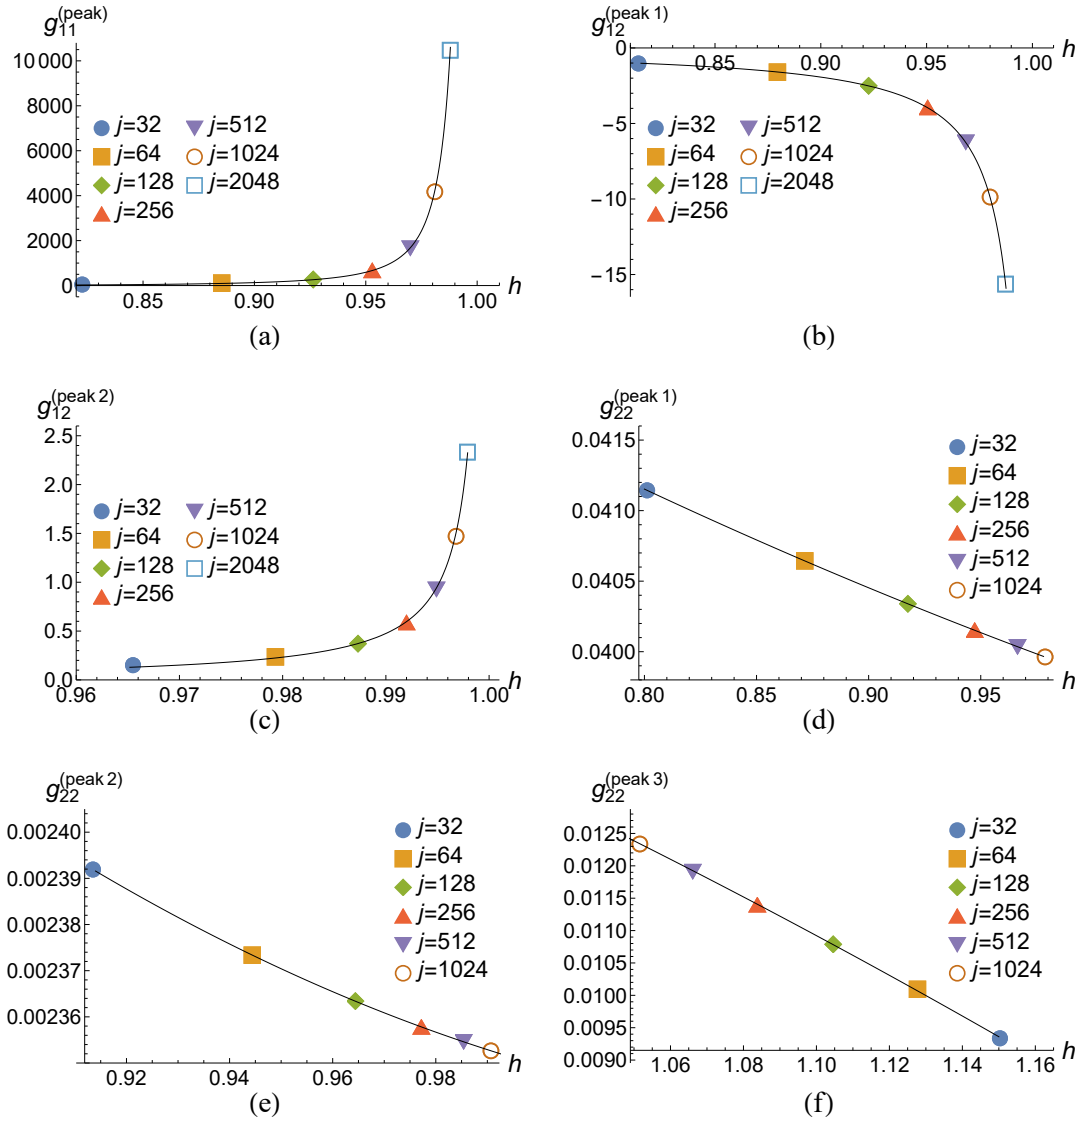 g11(peak)
10 000
8000
6000
4000
2000
0
0.85 0.90 0.95 1.00 h
j=32 j=512
j=64 j=1024
j=128 j=2048
j=256
(a)
g12(peak 1)
0
-5
-10
-15
0.85 0.90 0.95 1.00 h
j=32 j=512
j=64 j=1024
j=128 j=2048
j=256
(b)
g12(peak 2)
2.5
2.0
1.5
1.0
0.5
0.0
0.96 0.97 0.98 0.99 1.00 h
j=32 j=512
j=64 j=1024
j=128 j=2048
j=256
(c)
g22(peak 1)
0.0415
0.0410
0.0405
0.0400
0.80 0.85 0.90 0.95 h
j=32
j=64
j=128
j=256
j=512
j=1024
(d)
g22(peak 2)
0.00240
0.00239
0.00238
0.00237
0.00236
0.92 0.94 0.96 0.98 h
j=32
j=64
j=128
j=256
j=512
j=1024
(e)
g22(peak 3)
0.0125
0.0120
0.0115
0.0110
0.0105
0.0100
0.0095
0.0090
1.06 1.08 1.10 1.12 1.14 1.16 h
j=32
j=64
j=128
j=256
j=512
j=1024
(f)